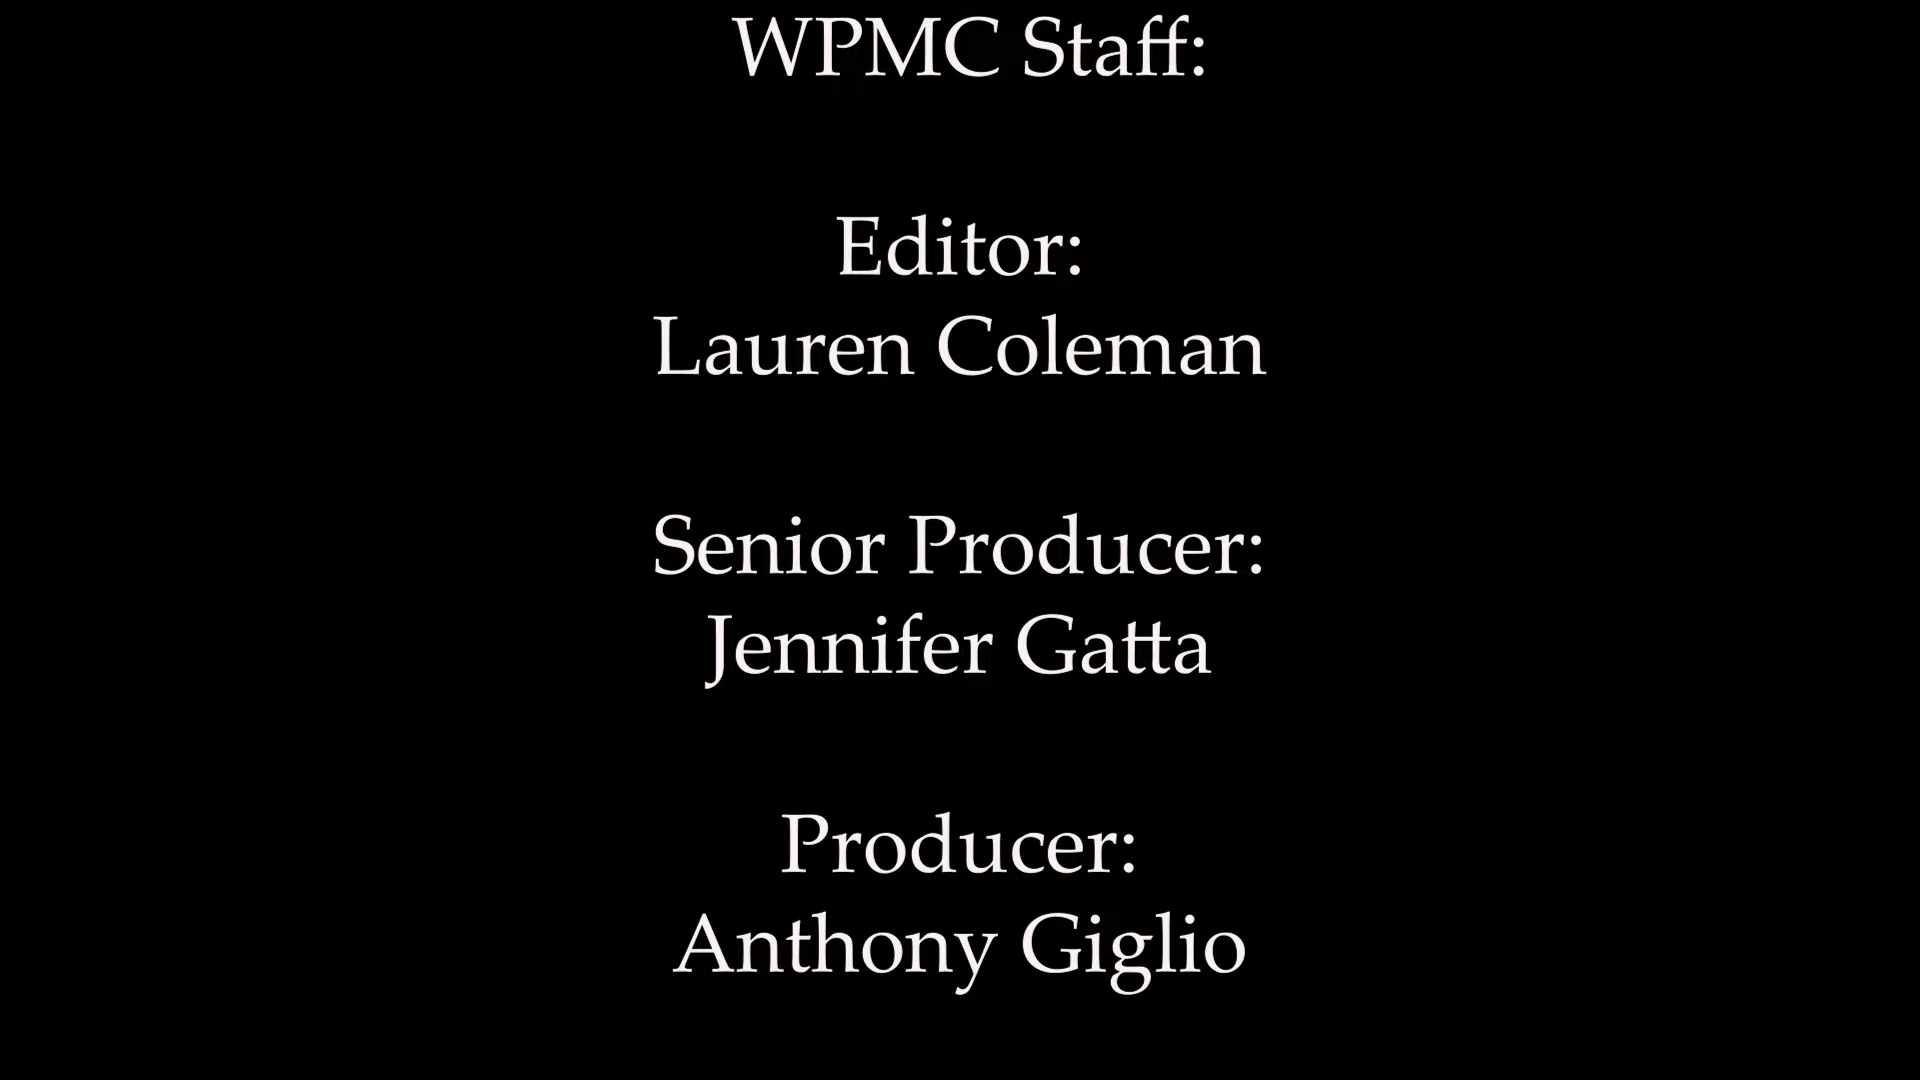 WPMC Staff:
Editor:
Lauren Coleman
Senior Producer:
Jennifer Gatta
Producer:
Anthony Giglio